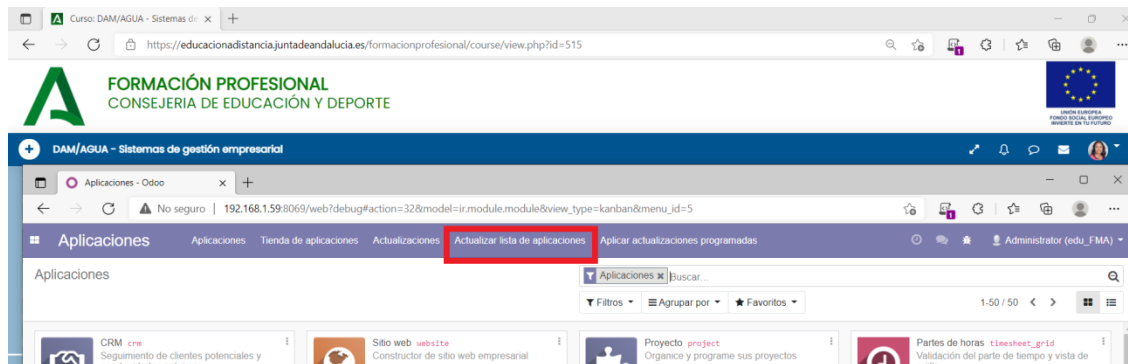 Curso: DAM/AGUA - Sistemas de
https://educacionadistancia.juntadeandalucia.es/formacionprofesional/course/view.php?id=515
FORMACIÓN PROFESIONAL
CONSEJERIA DE EDUCACIÓN Y DEPORTE
UNIÓN EUROPEA
FONDO SOCIAL EUROPEO
INVIERTE EN TU FUTURO
DAM/AGUA - Sistemas de gestión empresarial
Aplicaciones - Odoo
No seguro | 192.168.1.59:8069/web?debug#action=32&model=ir.module.module&view_type=kanban&menu_id=5
Aplicaciones Aplicaciones Tienda de aplicaciones Actualizaciones Actualizar lista de aplicaciones Aplicar actualizaciones programadas Administrator (edu_FMA)
Aplicaciones Aplicaciones Buscar...
Filtros Agrupar por Favoritos 1-50 / 50
CRM crm Sitio web website Proyecto project Partes de horas timesheet_grid
Seguimiento de clientes potenciales y Constructor de sitio web empresarial Organice y programe sus proyectos Validación del parte de tiempo y vista de